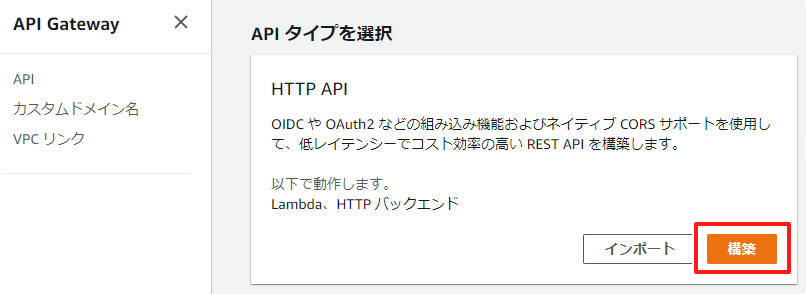 API Gateway
API
カスタムドメイン名
VPC リンク
API タイプを選択
HTTP API
OIDC や OAuth2 などの組み込み機能およびネイティブ CORS サポートを使用し
て、低レイテンシーでコスト効率の高い REST API を構築します。
以下で動作します。
Lambda、HTTP バックエンド
インポート
構築